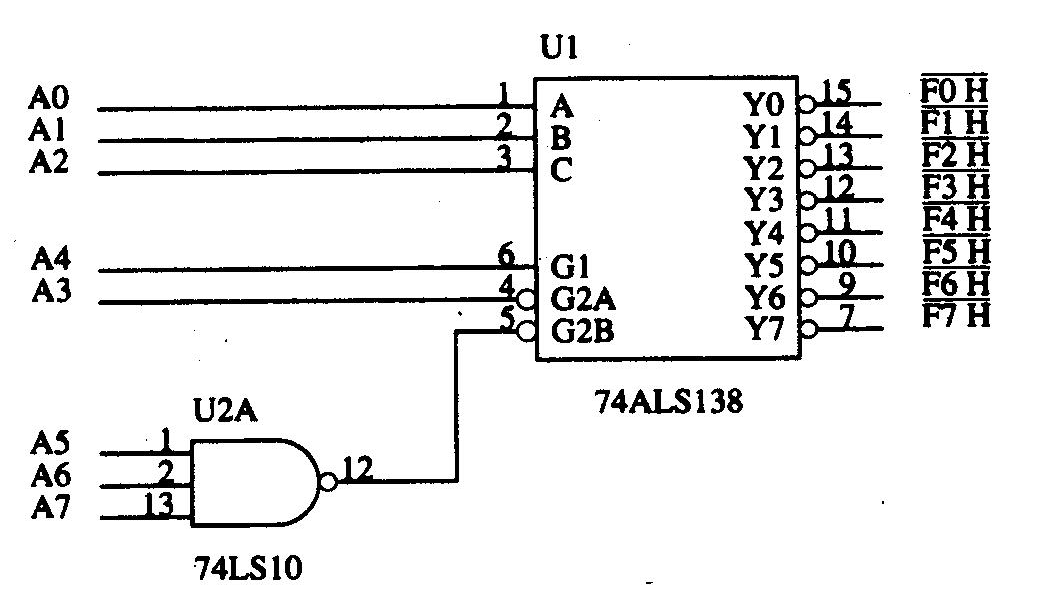 U1
A0 1 A Y0 15 F0 H
A1 2 B Y1 14 F1 H
A2 3 C Y2 13 F2 H
Y3 12 F3 H
Y4 11 F4 H
A4 6 G1 Y5 10 F5 H
A3 4 G2A Y6 9 F6 H
5 G2B Y7 7 F7 H
74ALS138
U2A
A5 1
A6 2 12
A7 13
74LS10